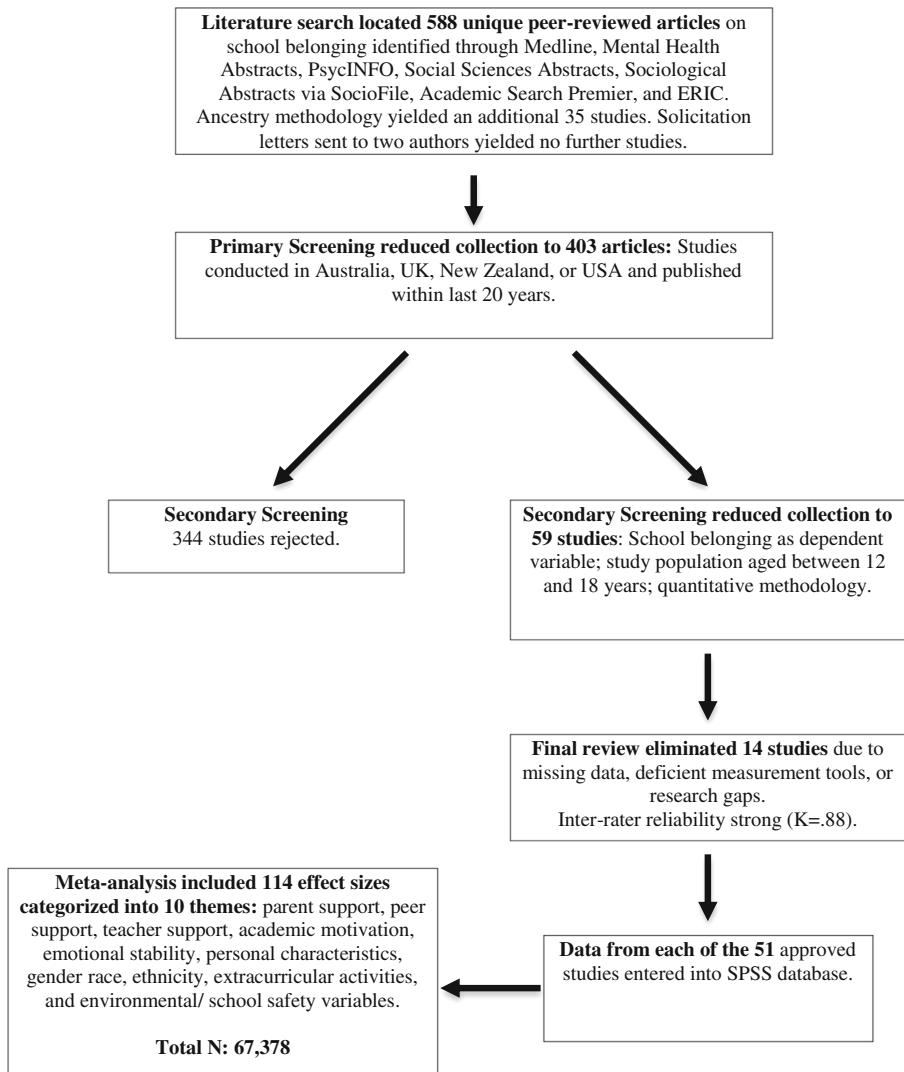 Literature search located 588 unique peer-reviewed articles on
school belonging identified through Medline, Mental Health
Abstracts, PsycINFO, Social Sciences Abstracts, Sociological
Abstracts via SocioFile, Academic Search Premier, and ERIC.
Ancestry methodology yielded an additional 35 studies. Solicitation
letters sent to two authors yielded no further studies.
Primary Screening reduced collection to 403 articles: Studies
conducted in Australia, UK, New Zealand, or USA and published
within last 20 years.
Secondary Screening
344 studies rejected.
Secondary Screening reduced collection to
59 studies: School belonging as dependent
variable; study population aged between 12
and 18 years; quantitative methodology.
Final review eliminated 14 studies due to
missing data, deficient measurement tools, or
research gaps.
Inter-rater reliability strong (K=.88).
Data from each of the 51 approved
studies entered into SPSS database.
Meta-analysis included 114 effect sizes
categorized into 10 themes: parent support, peer
support, teacher support, academic motivation,
emotional stability, personal characteristics,
gender race, ethnicity, extracurricular activities,
and environmental/ school safety variables.
Total N: 67,378